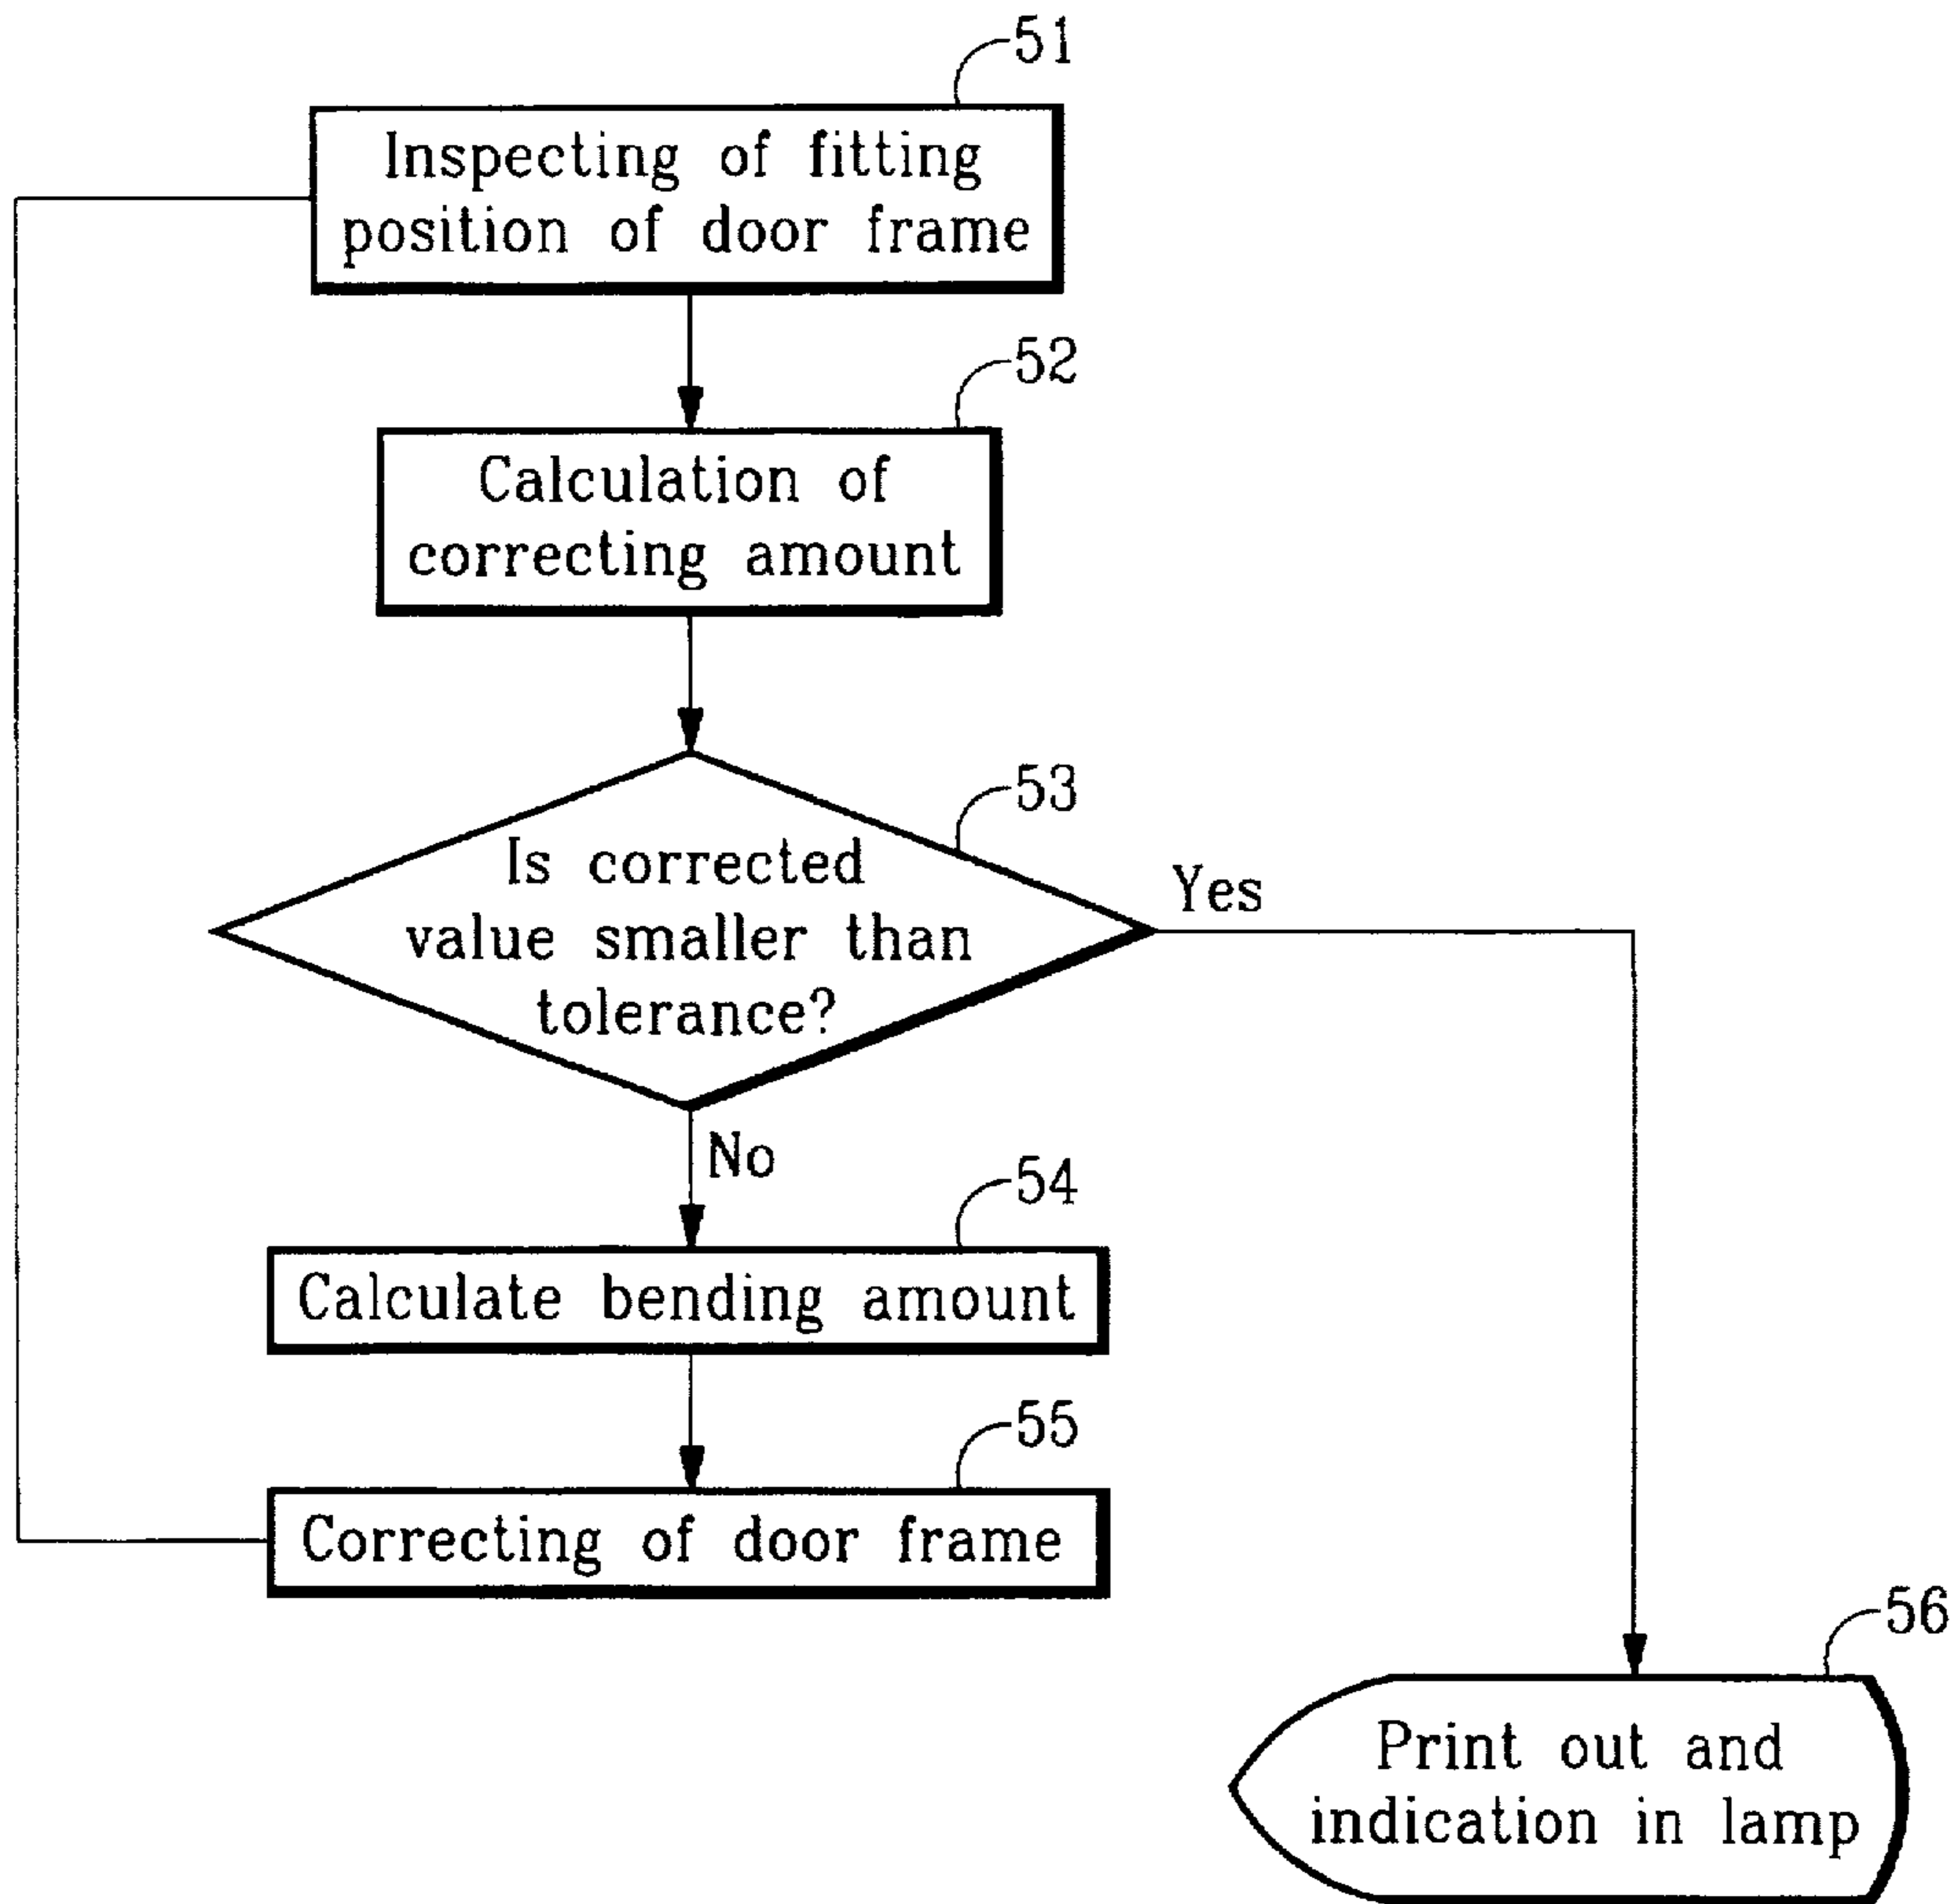 51
Inspecting of fitting
position of door frame
52
Calculation of
correcting amount
53
Is corrected
value smaller than
tolerance?
Yes
No
54
Calculate bending amount
55
Correcting of door frame
56
Print out and
indication in lamp